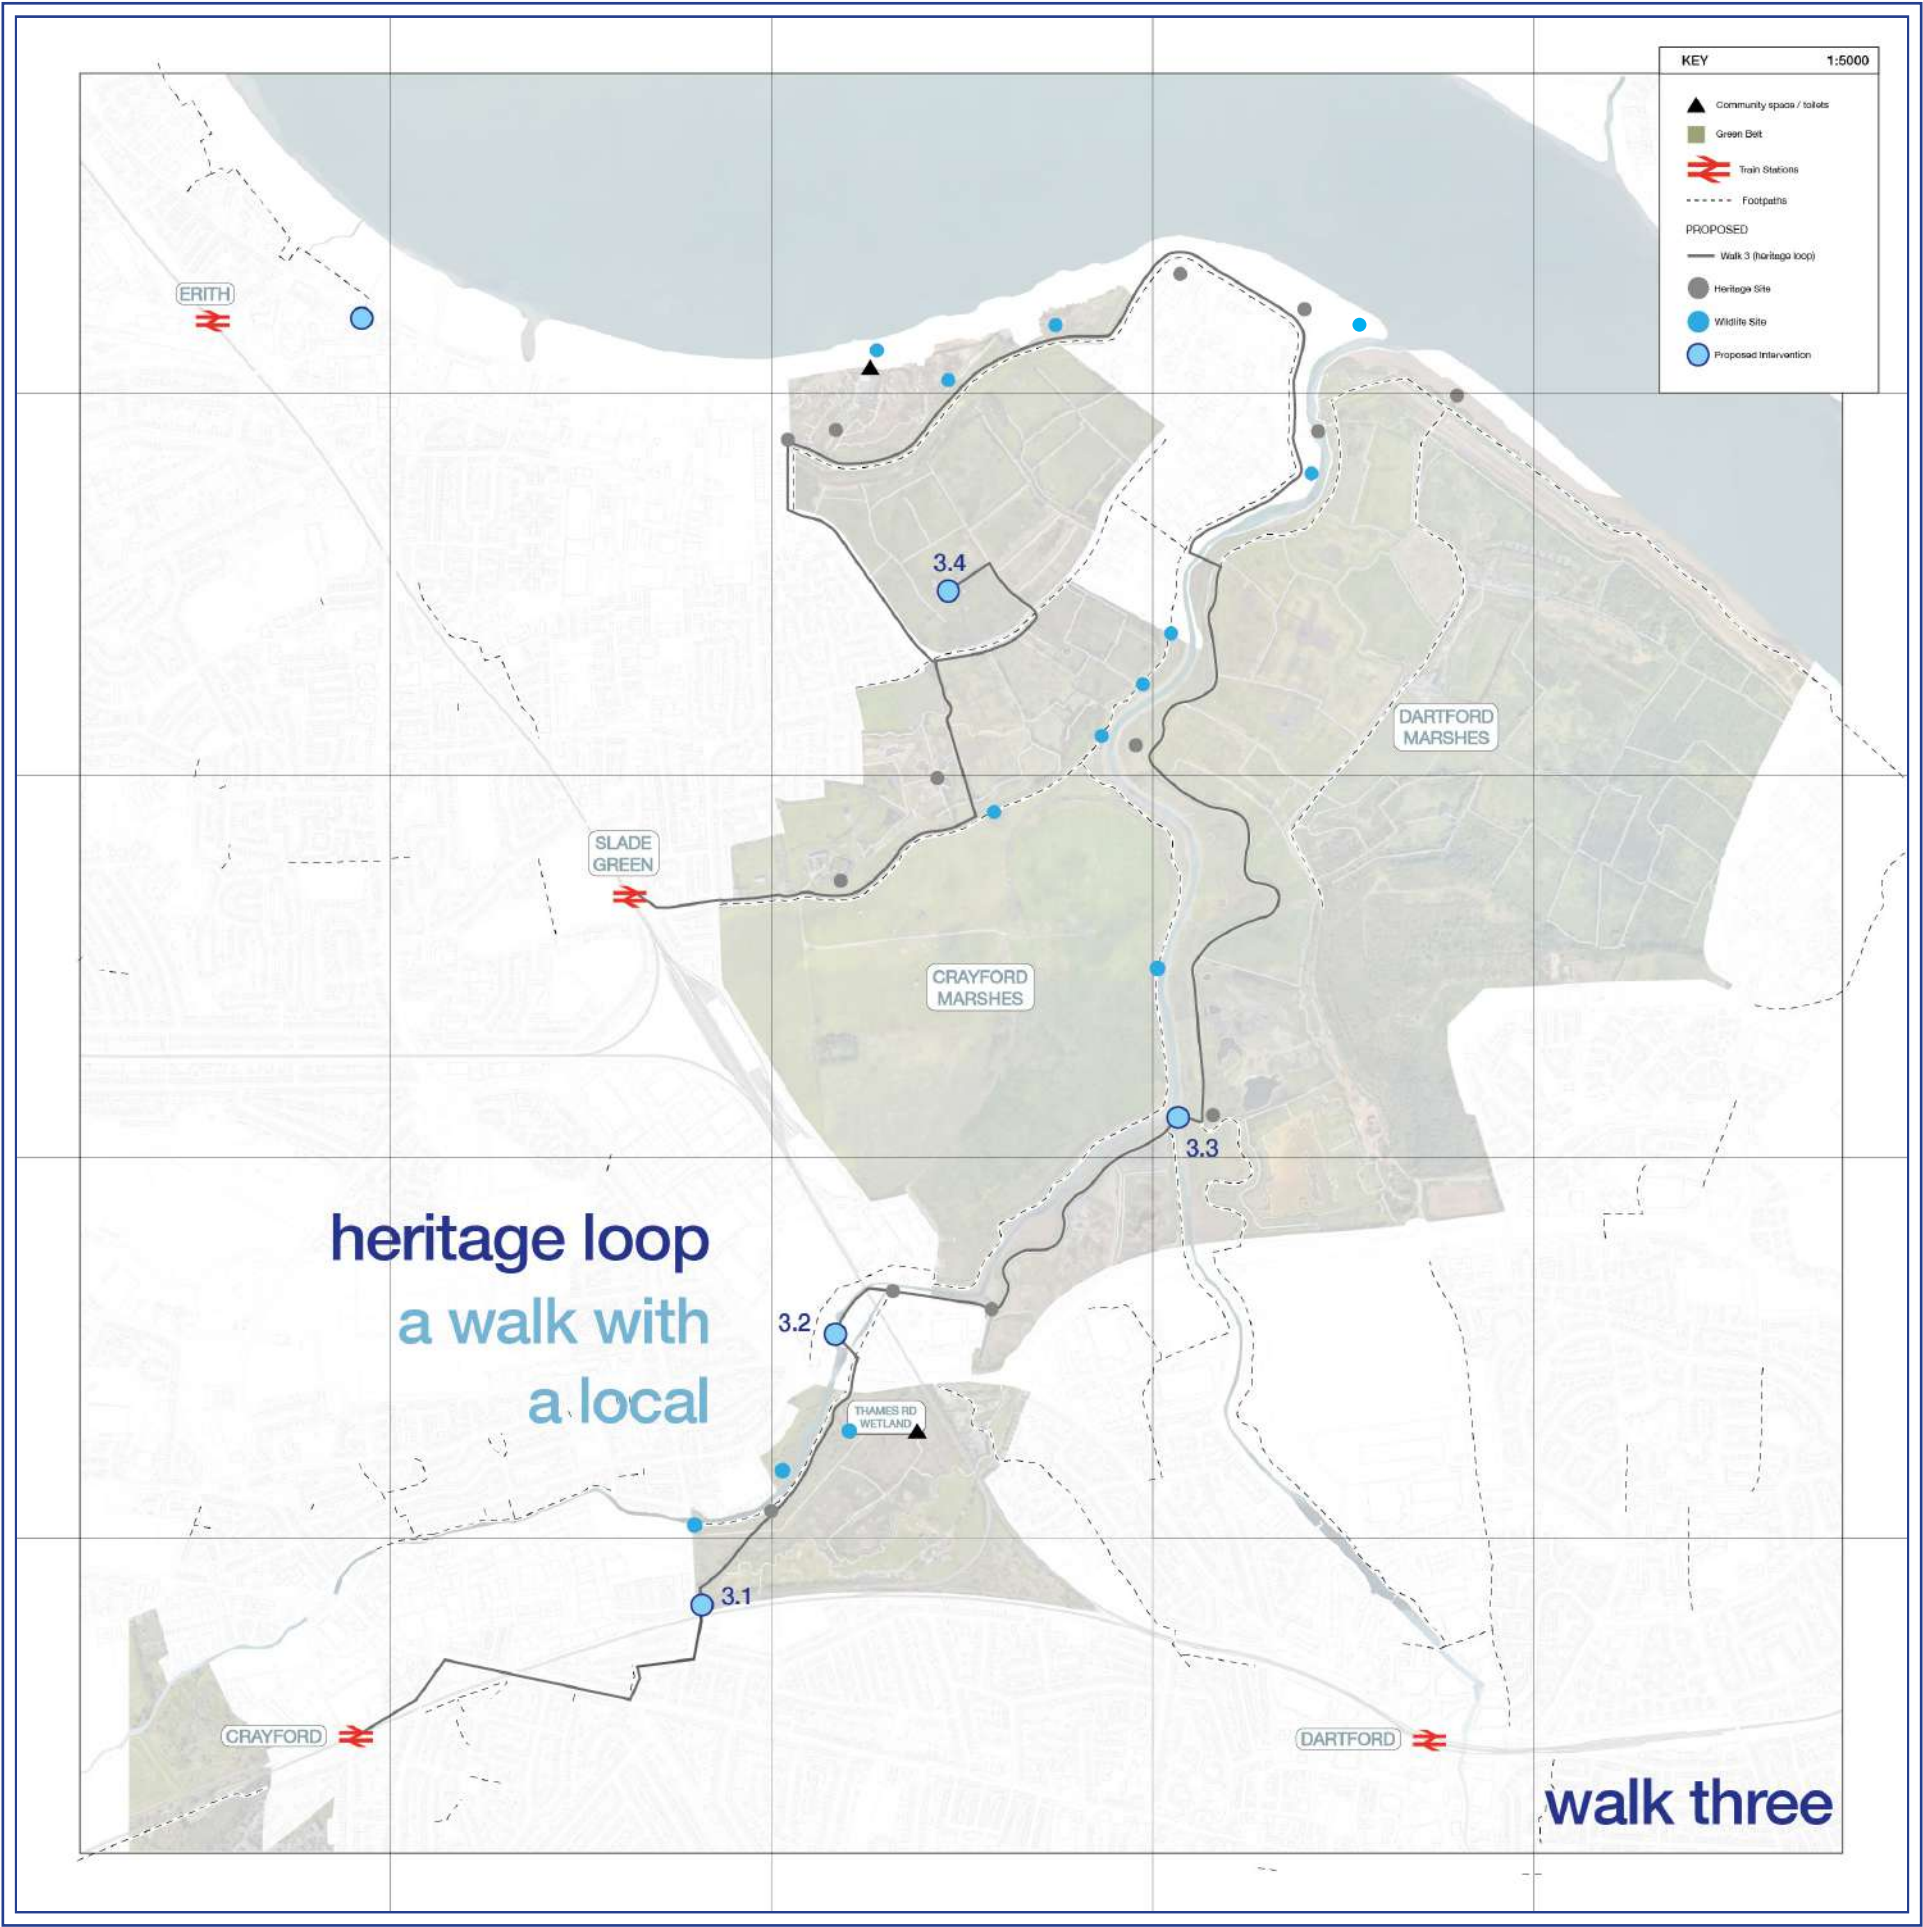 KEY 1:5000
Community space / toilets
Green Belt
Train Stations
Footpaths
PROPOSED
Walk 3 (heritage loop)
Heritage Site
Wildlife Site
Proposed Intervention
ERITH
3.4
DARTFORD
MARSHES
SLADE
GREEN
CRAYFORD
MARSHES
3.3
heritage loop
a walk with
a local
3.2
THAMES RD
WETLAND
3.1
CRAYFORD
DARTFORD
walk three